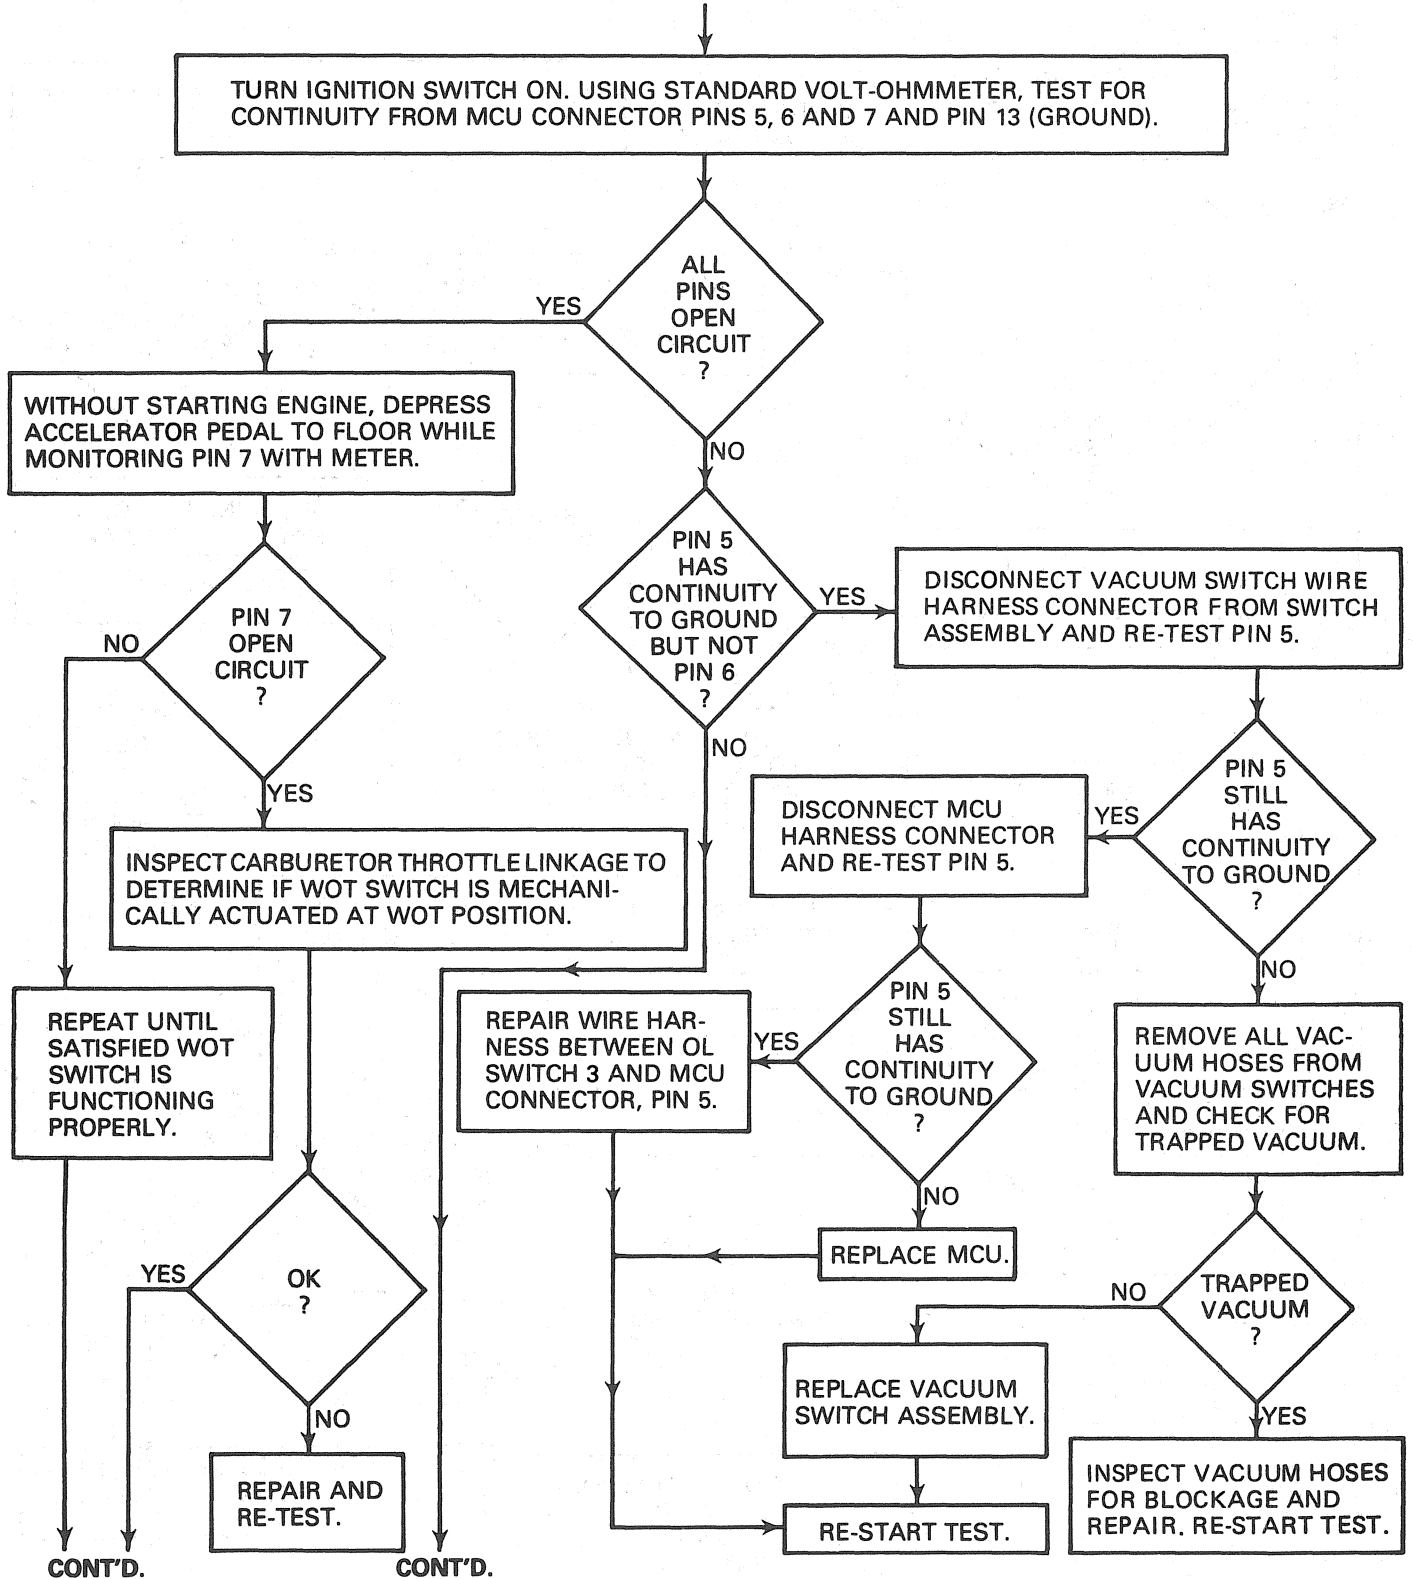 TURN IGNITION SWITCH ON. USING STANDARD VOLT-OHMMETER, TEST FOR
CONTINUITY FROM MCU CONNECTOR PINS 5, 6 AND 7 AND PIN 13 (GROUND).
ALL
PINS
OPEN
CIRCUIT
?
YES
NO
WITHOUT STARTING ENGINE, DEPRESS
ACCELERATOR PEDAL TO FLOOR WHILE
MONITORING PIN 7 WITH METER.
PIN 5
HAS
CONTINUITY
TO GROUND
BUT NOT
PIN 6
?
YES
NO
DISCONNECT VACUUM SWITCH WIRE
HARNESS CONNECTOR FROM SWITCH
ASSEMBLY AND RE-TEST PIN 5.
PIN 7
OPEN
CIRCUIT
?
NO
YES
INSPECT CARBURETOR THROTTLE LINKAGE TO
DETERMINE IF WOT SWITCH IS MECHANI-
CALLY ACTUATED AT WOT POSITION.
DISCONNECT MCU
HARNESS CONNECTOR
AND RE-TEST PIN 5.
YES
PIN 5
STILL
HAS
CONTINUITY
TO GROUND
?
NO
REPEAT UNTIL
SATISFIED WOT
SWITCH IS
FUNCTIONING
PROPERLY.
REPAIR WIRE HAR-
NESS BETWEEN OL
SWITCH 3 AND MCU
CONNECTOR, PIN 5.
YES
PIN 5
STILL
HAS
CONTINUITY
TO GROUND
?
NO
REMOVE ALL VAC-
UUM HOSES FROM
VACUUM SWITCHES
AND CHECK FOR
TRAPPED VACUUM.
REPLACE MCU.
YES
OK
?
NO
NO
TRAPPED
VACUUM
?
YES
REPLACE VACUUM
SWITCH ASSEMBLY.
REPAIR AND
RE-TEST.
RE-START TEST.
INSPECT VACUUM HOSES
FOR BLOCKAGE AND
REPAIR. RE-START TEST.
CONT'D.
CONT'D.